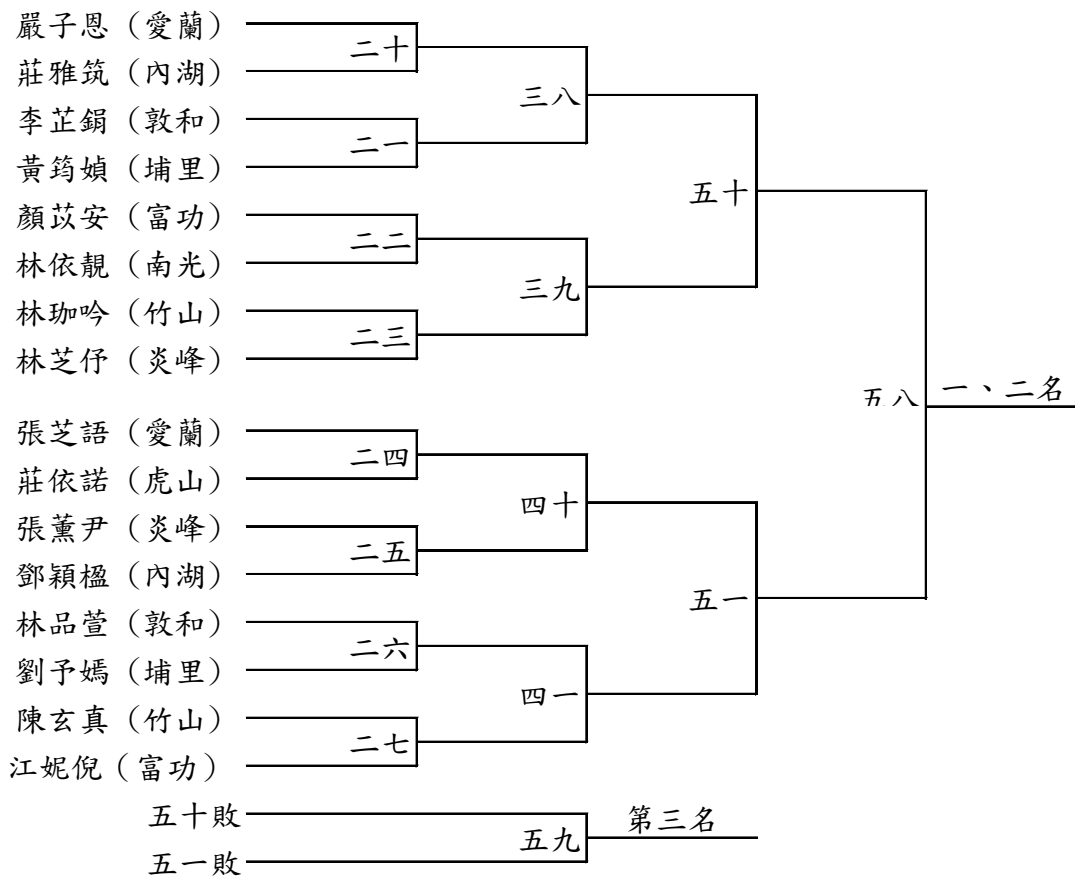 嚴子恩（愛蘭）
二十
莊雅筑（內湖）
三八
李芷鋗（敦和）
二一
黃筠媜（埔里）
五十
顏苡安（富功）
二二
林依靚（南光）
三九
林珈吟（竹山）
二三
林芝伃（炎峰）
五八
一、二名
張芝語（愛蘭）
二四
莊依諾（虎山）
四十
張薰尹（炎峰）
二五
鄧穎楹（內湖）
五一
林品萱（敦和）
二六
劉予嫣（埔里）
四一
陳玄真（竹山）
二七
江妮倪（富功）
五十敗
五九
第三名
五一敗